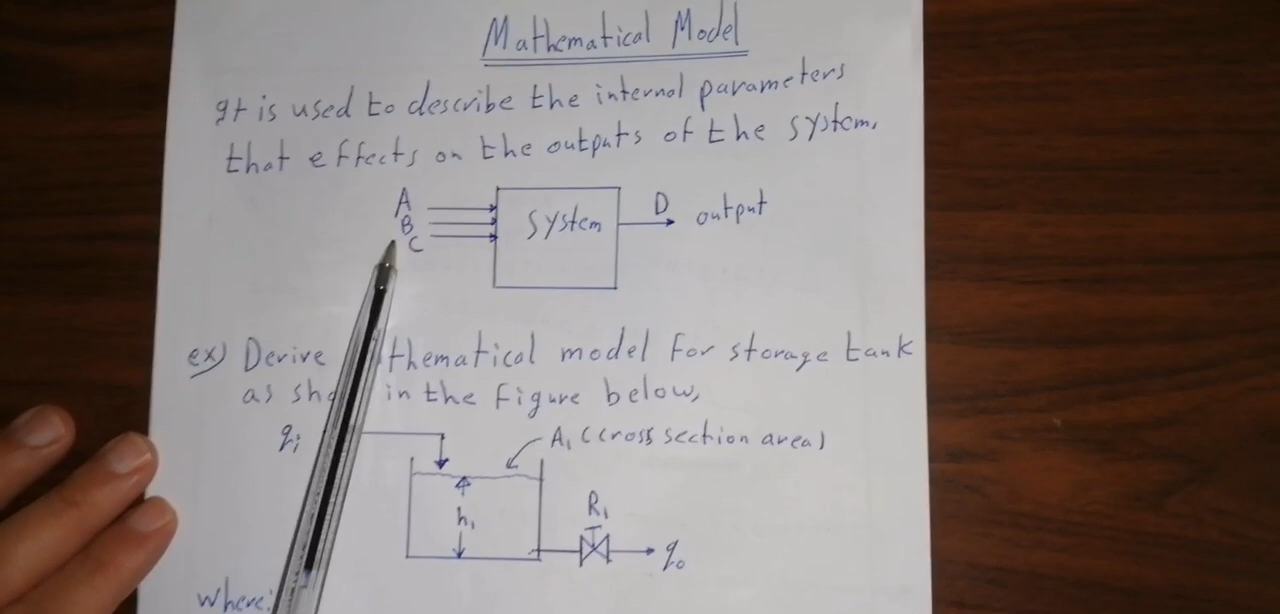 Mathematical Model
It is used to describe the internal parameters
that effects on the outputs of the system.
A
B
C
System
D
output
ex) Derive thematical model for storage tank
as sho in the Figure below,
qi
A1 (cross section area)
h1
R1
qo
where: